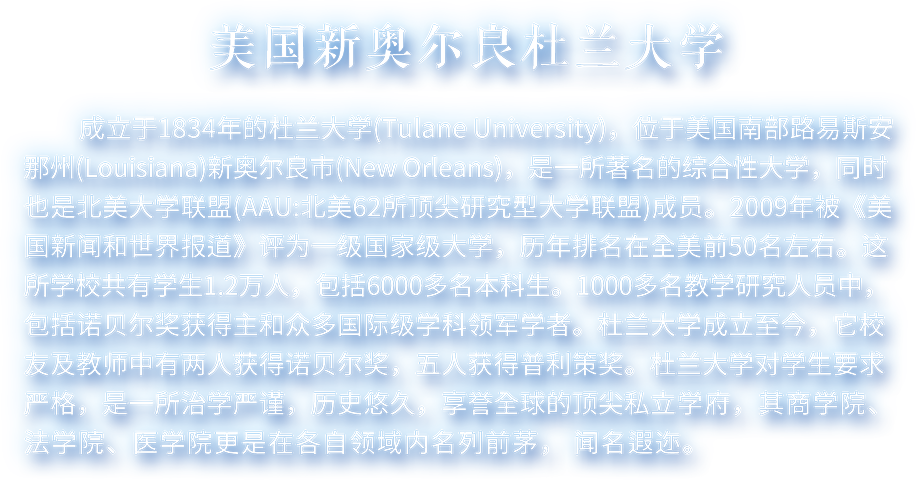 美国新奥尔良杜兰大学
成立于1834年的杜兰大学(Tulane University)，位于美国南部路易斯安
那州(Louisiana)新奥尔良市(New Orleans)，是一所著名的综合性大学，同时
也是北美大学联盟(AAU:北美62所顶尖研究型大学联盟)成员。2009年被《美
国新闻和世界报道》评为一级国家级大学，历年排名在全美前50名左右。这
所学校共有学生1.2万人，包括6000多名本科生。1000多名教学研究人员中，
包括诺贝尔奖获得主和众多国际级学科领军学者。杜兰大学成立至今，它校
友及教师中有两人获得诺贝尔奖，五人获得普利策奖。杜兰大学对学生要求
严格，是一所治学严谨，历史悠久，享誉全球的顶尖私立学府，其商学院、
法学院、医学院更是在各自领域内名列前茅， 闻名遐迩。